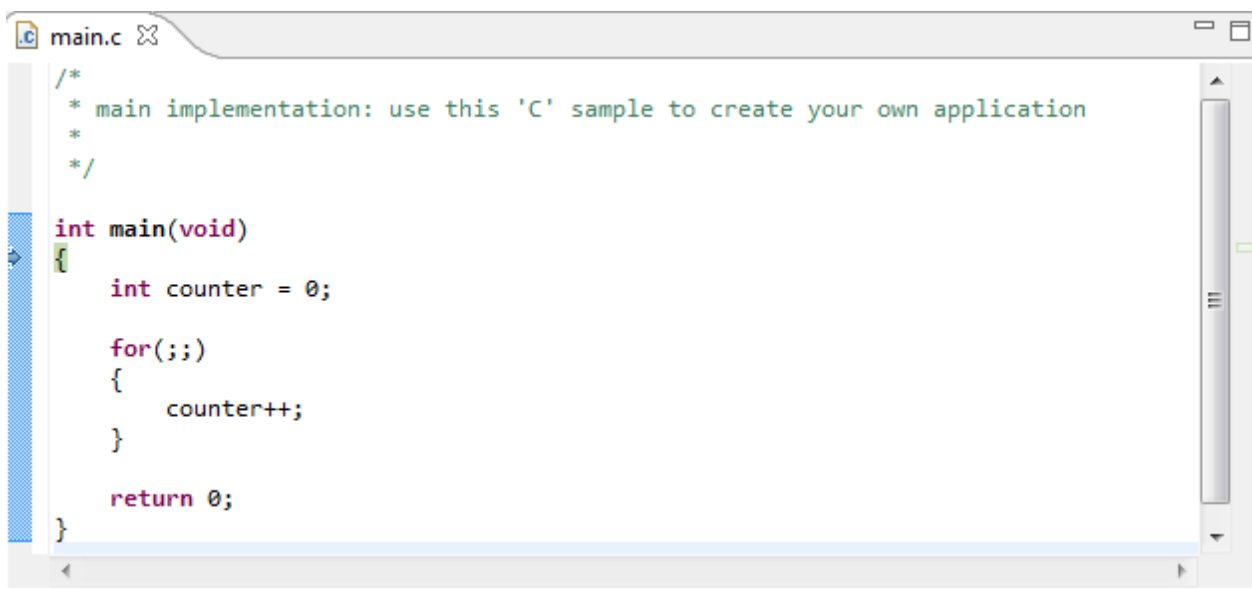 main.c
/*
 * main implementation: use this 'C' sample to create your own application
 *
 */
int main(void)
{
    int counter = 0;
    for(;;)
    {
        counter++;
    }
    return 0;
}